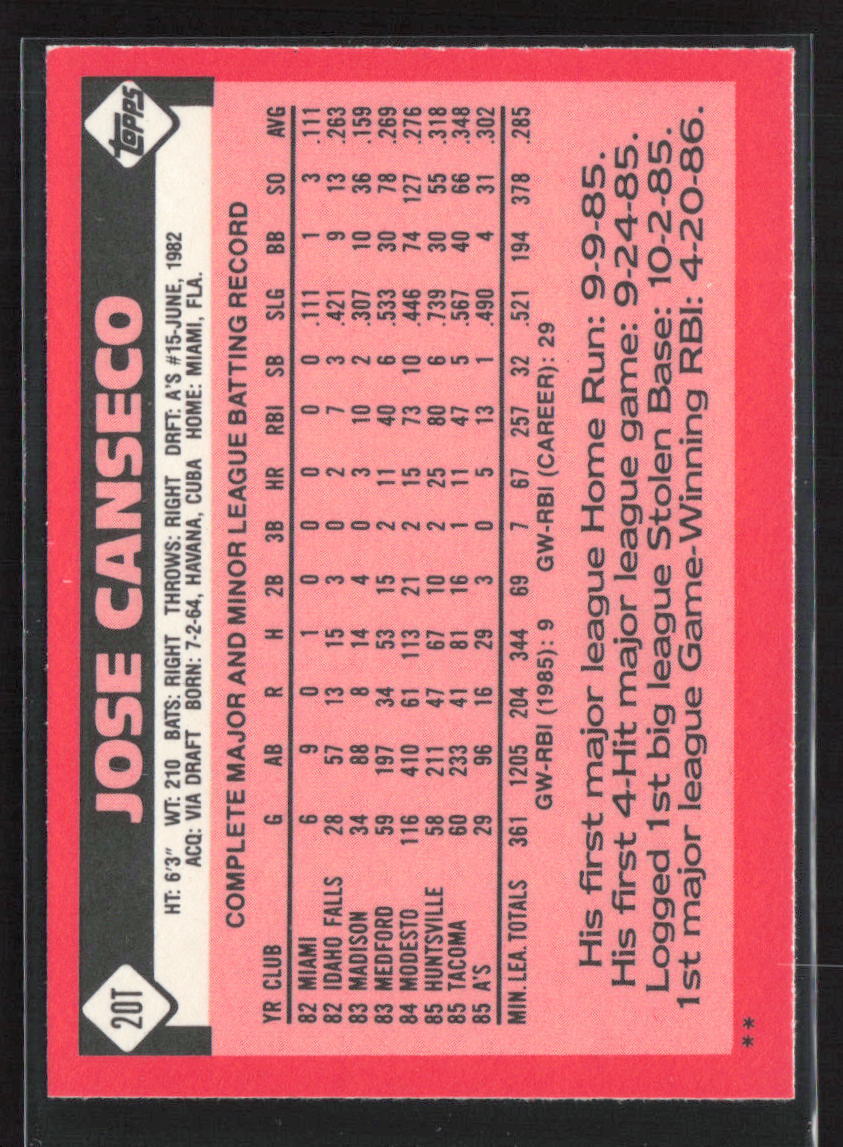 20T
JOSE CANSECO
topps
HT: 6'3" WT: 210 BATS: RIGHT THROWS: RIGHT DRFT: A'S #15-JUNE, 1982
ACQ: VIA DRAFT BORN: 7-2-64, HAVANA, CUBA HOME: MIAMI, FLA.
COMPLETE MAJOR AND MINOR LEAGUE BATTING RECORD
YR CLUB G AB R H 2B 3B HR RBI SB SLG BB SO AVG
82 MIAMI 6 9 0 1 0 0 0 0 0 .111 1 3 .111
82 IDAHO FALLS 28 57 13 15 3 0 2 7 3 .421 9 13 .263
83 MADISON 34 88 8 14 4 0 3 10 2 .307 10 36 .159
83 MEDFORD 59 197 34 53 15 2 11 40 6 .533 30 78 .269
84 MODESTO 116 410 61 113 21 2 15 73 10 .446 74 127 .276
85 HUNTSVILLE 58 211 47 67 10 2 25 80 6 .739 30 55 .318
85 TACOMA 60 233 41 81 16 1 11 47 5 .567 40 66 .348
85 A'S 29 96 16 29 3 0 5 13 1 .490 4 31 .302
MIN. LEA. TOTALS 361 1205 204 344 69 7 67 257 32 .521 194 378 .285
GW-RBI (1985): 9 GW-RBI (CAREER): 29
His first major league Home Run: 9-9-85.
His first 4-Hit major league game: 9-24-85.
Logged 1st big league Stolen Base: 10-2-85.
1st major league Game-Winning RBI: 4-20-86.
**